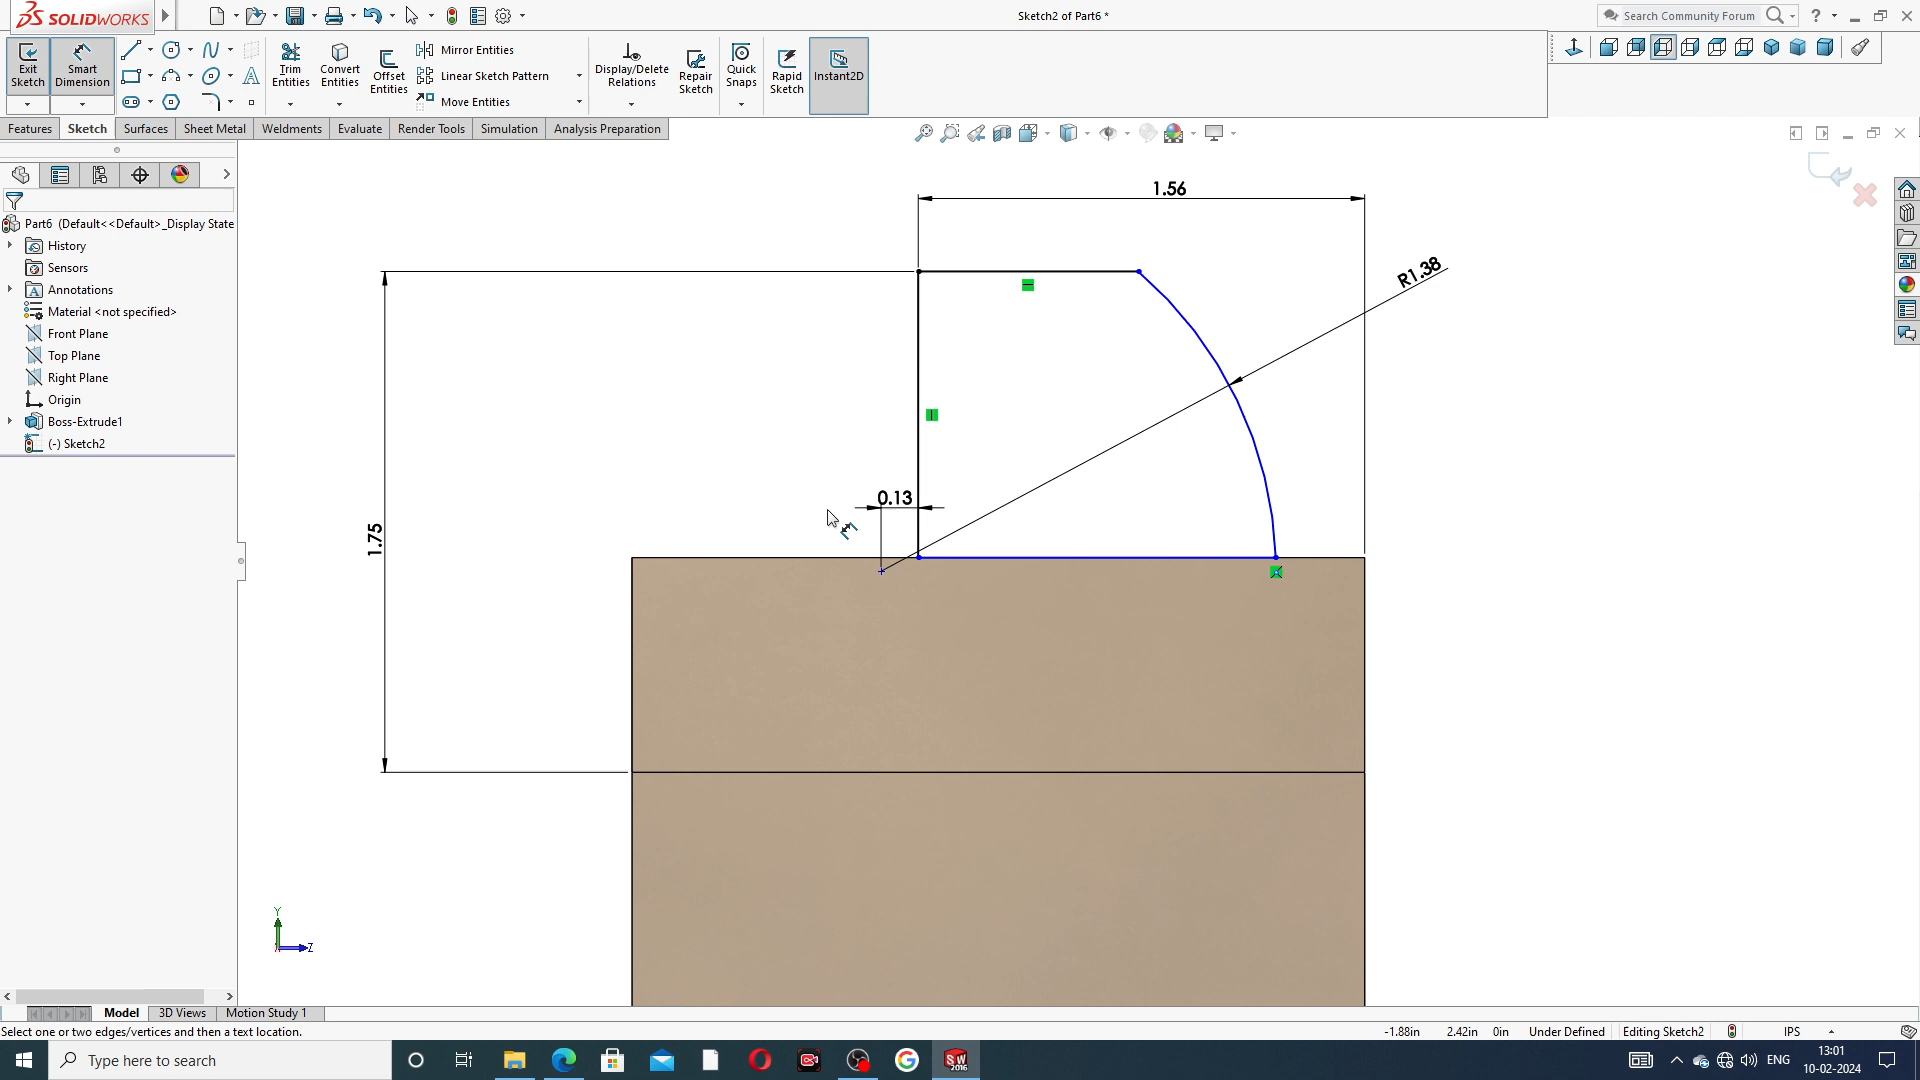 SOLIDWORKS
Sketch2 of Part6 *
Search Community Forum
Exit Sketch
Smart Dimension
Trim Entities
Convert Entities
Offset Entities
Mirror Entities
Linear Sketch Pattern
Move Entities
Display/Delete Relations
Repair Sketch
Quick Snaps
Rapid Sketch
Instant2D
Features
Sketch
Surfaces
Sheet Metal
Weldments
Evaluate
Render Tools
Simulation
Analysis Preparation
Part6 (Default<<Default>_Display State
History
Sensors
Annotations
Material <not specified>
Front Plane
Top Plane
Right Plane
Origin
Boss-Extrude1
(-) Sketch2
1.56
R1.38
0.13
1.75
Y
Z
Model
3D Views
Motion Study 1
Select one or two edges/vertices and then a text location.
-1.88in
2.42in
0in
Under Defined
Editing Sketch2
IPS
Type here to search
SW
2016
ENG
13:01
10-02-2024